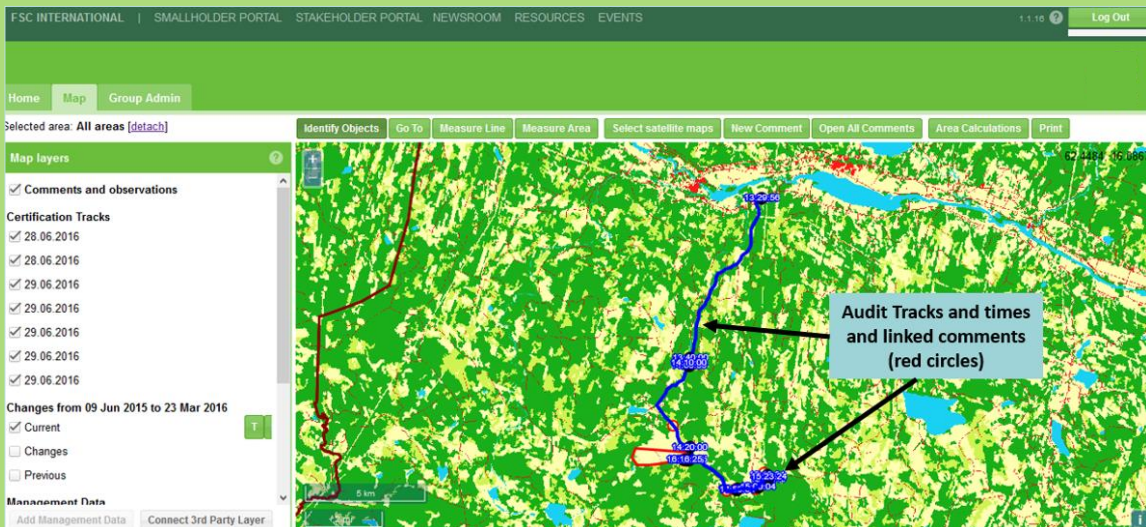 FSC INTERNATIONAL | SMALLHOLDER PORTAL STAKEHOLDER PORTAL NEWSROOM RESOURCES EVENTS
1.1.16 ? Log Out
Home Map Group Admin
Selected area: All areas [detach]
Identify Objects Go To Measure Line Measure Area Select satellite maps New Comment Open All Comments Area Calculations Print
Map layers ?
Comments and observations
Certification Tracks
28.06.2016
28.06.2016
29.06.2016
29.06.2016
29.06.2016
29.06.2016
29.06.2016
Changes from 09 Jun 2015 to 23 Mar 2016
Current T
Changes
Previous
Management Data
Add Management Data Connect 3rd Party Layer
13:29:56
14:10:00
14:20:00
16:16:25
15:23:24
Audit Tracks and times
and linked comments
(red circles)
5 km